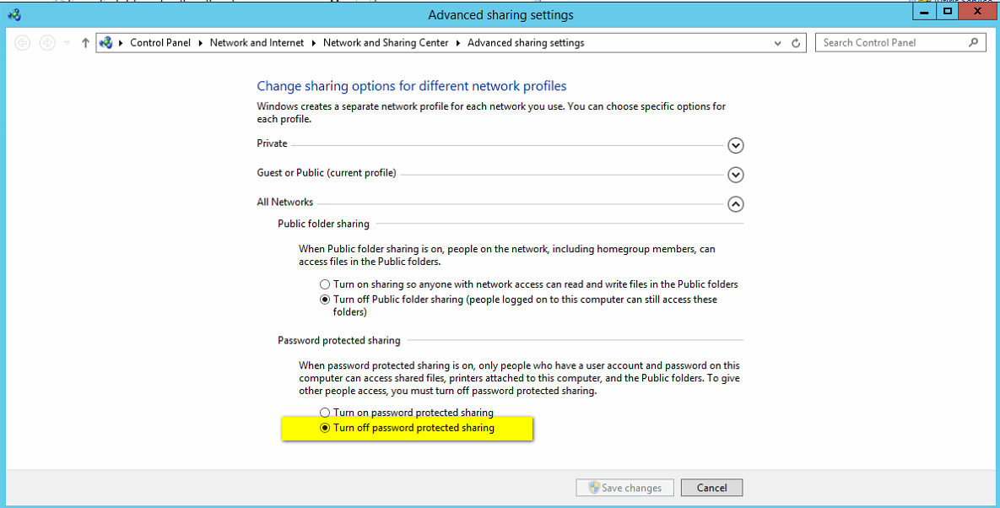 Advanced sharing settings
Control Panel Network and Internet Network and Sharing Center Advanced sharing settings
Search Control Panel
Change sharing options for different network profiles
Windows creates a separate network profile for each network you use. You can choose specific options for
each profile.
Private
Guest or Public (current profile)
All Networks
Public folder sharing
When Public folder sharing is on, people on the network, including homegroup members, can
access files in the Public folders.
Turn on sharing so anyone with network access can read and write files in the Public folders
Turn off Public folder sharing (people logged on to this computer can still access these
folders)
Password protected sharing
When password protected sharing is on, only people who have a user account and password on this
computer can access shared files, printers attached to this computer, and the Public folders. To give
other people access, you must turn off password protected sharing.
Turn on password protected sharing
Turn off password protected sharing
Save changes
Cancel